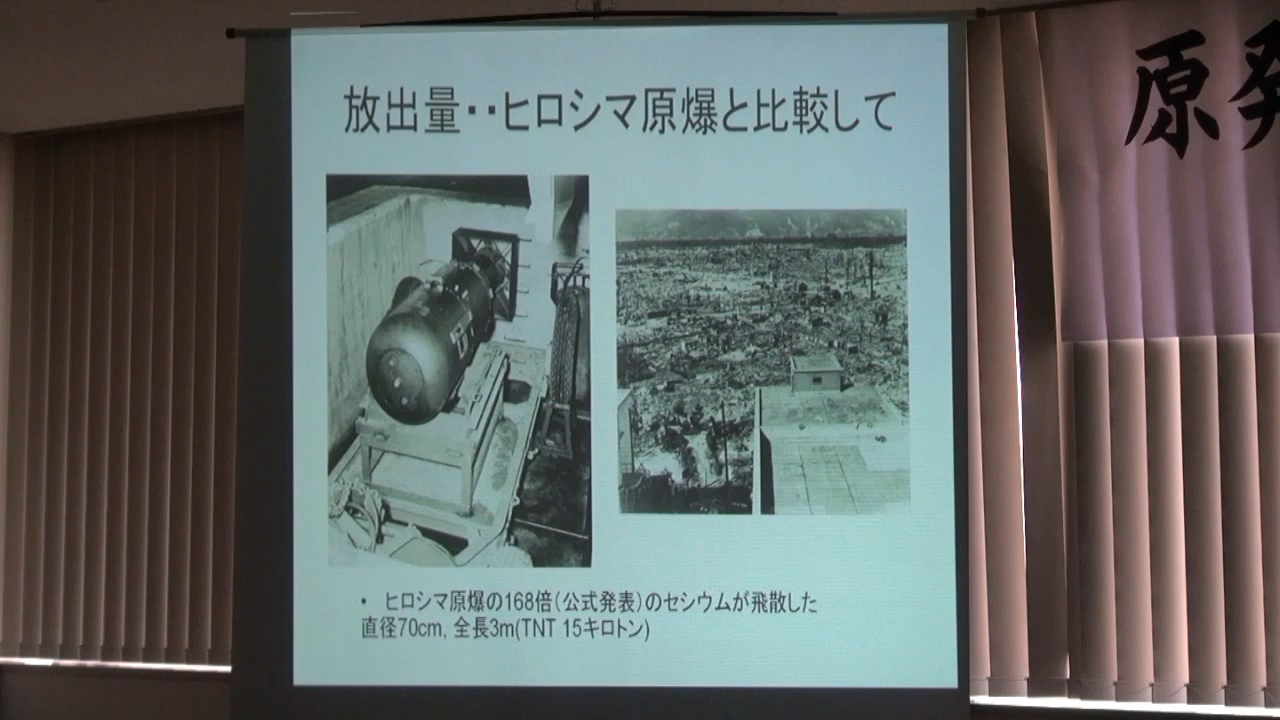 放出量・・ヒロシマ原爆と比較して
・ ヒロシマ原爆の168倍(公式発表)のセシウムが飛散した
直径70cm, 全長3m(TNT 15キロトン)
原発